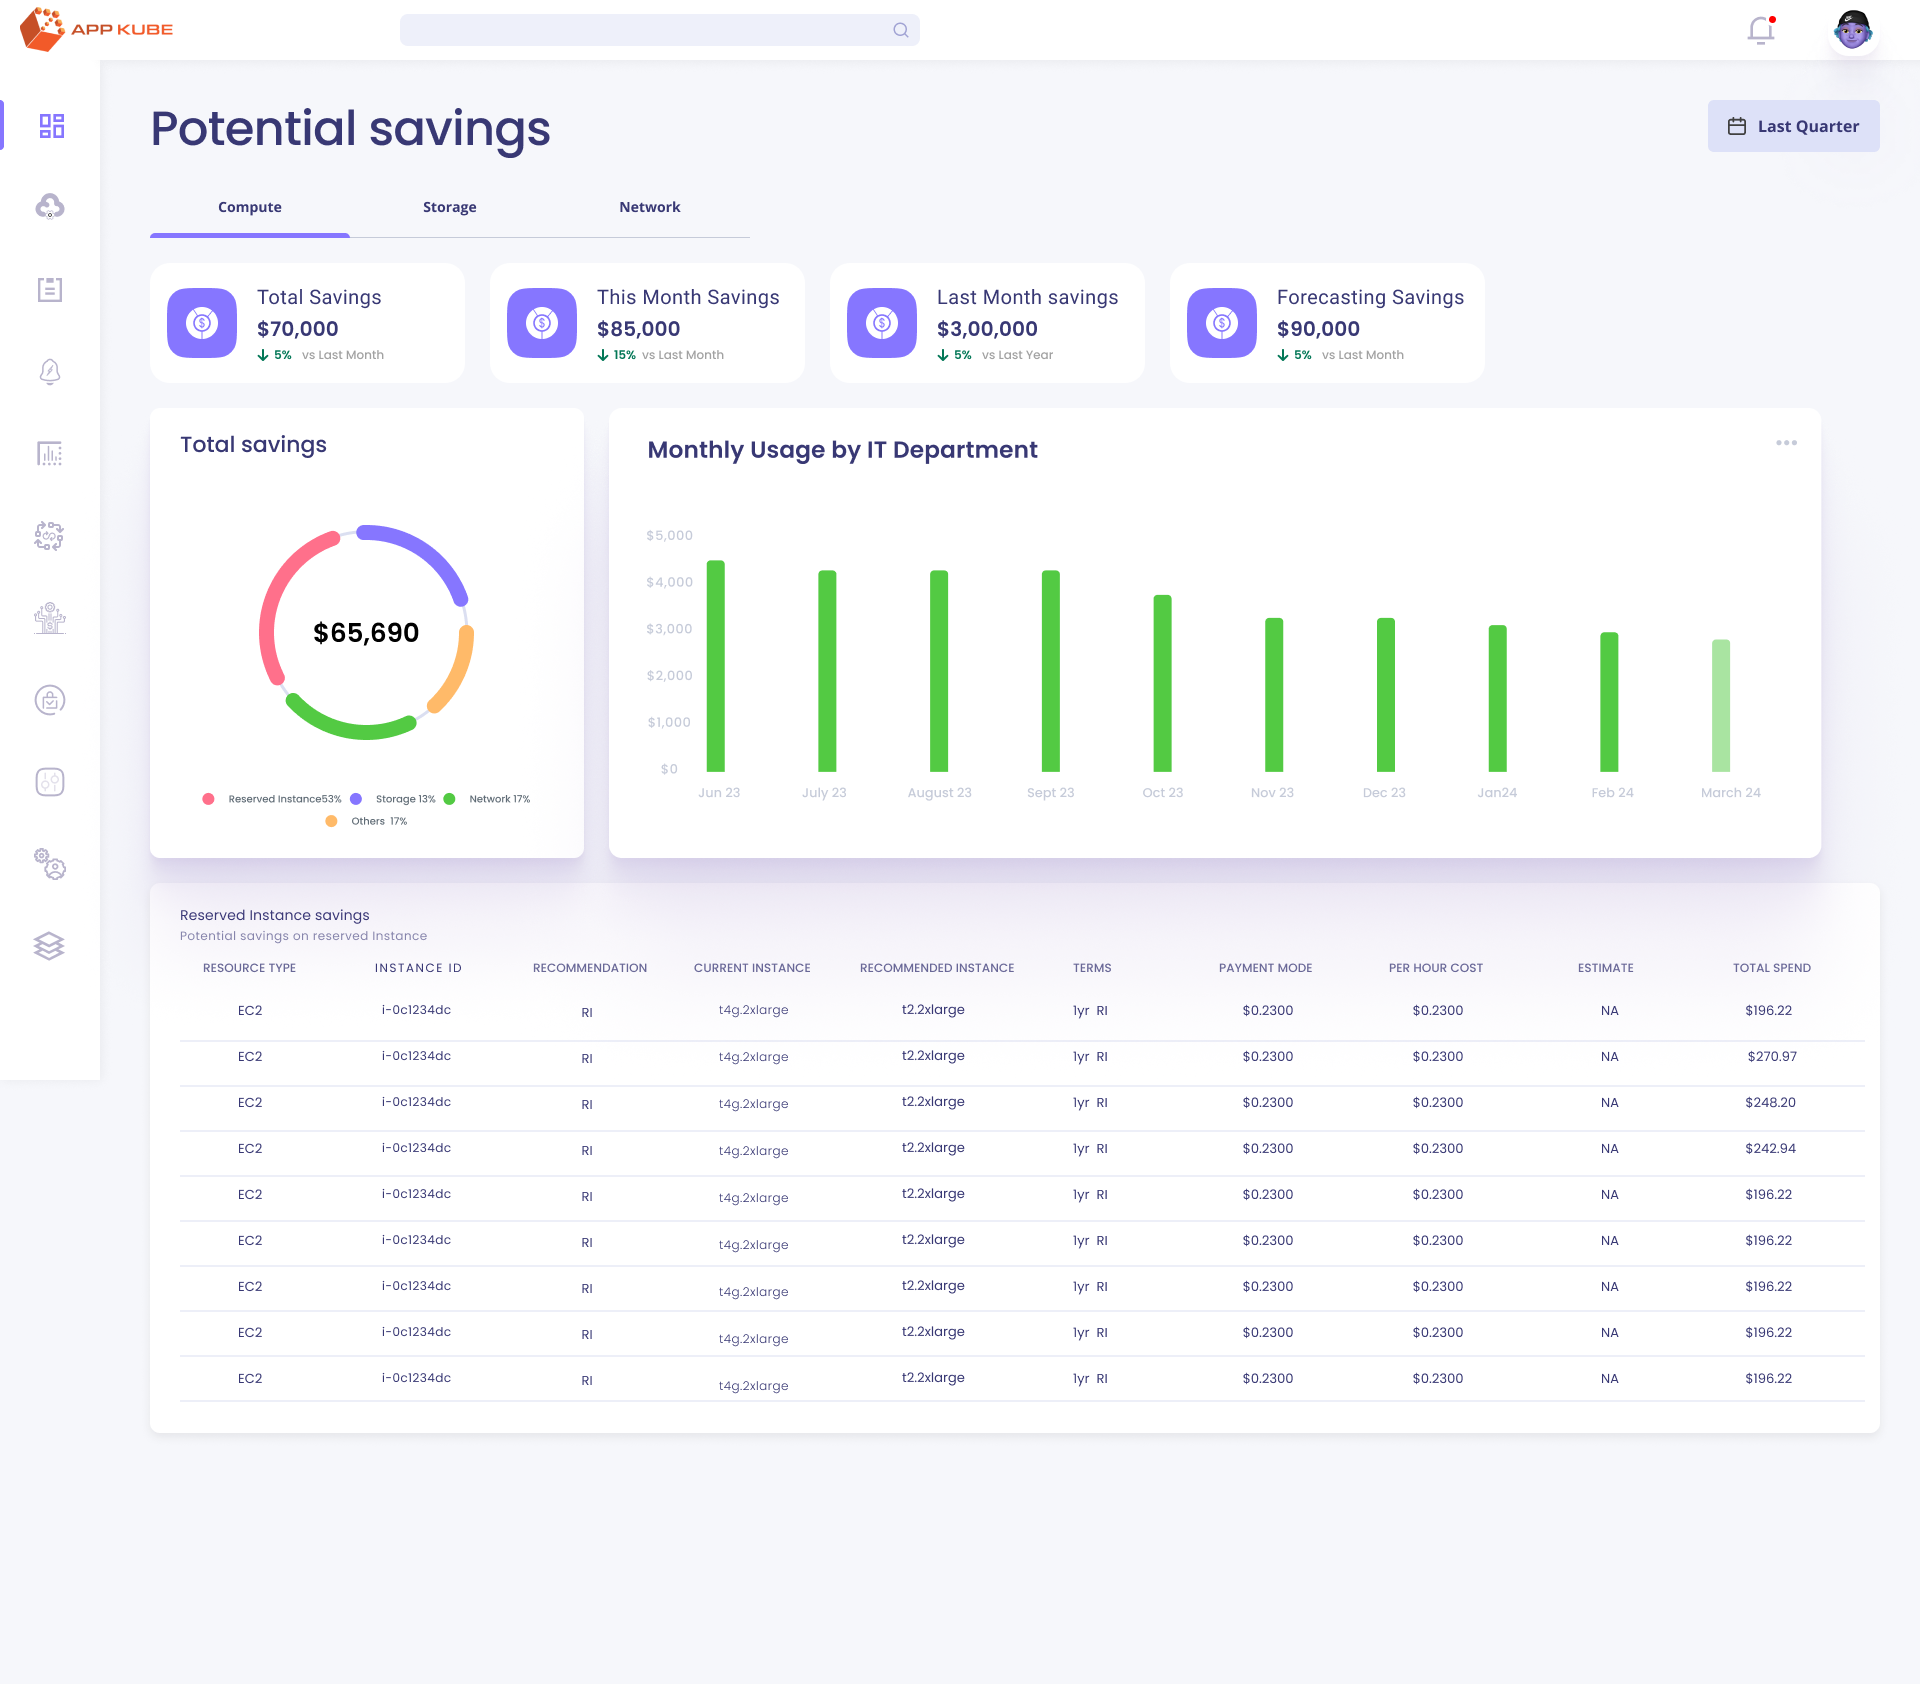 APP KUBE
Potential savings
Last Quarter
Compute Storage Network
Total Savings
$70,000
5% vs Last Month
This Month Savings
$85,000
15% vs Last Month
Last Month savings
$3,00,000
5% vs Last Year
Forecasting Savings
$90,000
5% vs Last Month
Total savings
$65,690
Reserved Instance53% Storage 13% Network 17%
Others 17%
Monthly Usage by IT Department
$5,000
$4,000
$3,000
$2,000
$1,000
$0
Jun 23 July 23 August 23 Sept 23 Oct 23 Nov 23 Dec 23 Jan24 Feb 24 March 24
Reserved Instance savings
Potential savings on reserved Instance
RESOURCE TYPE INSTANCE ID RECOMMENDATION CURRENT INSTANCE RECOMMENDED INSTANCE TERMS PAYMENT MODE PER HOUR COST ESTIMATE TOTAL SPEND
EC2 i-0c1234dc RI t4g.2xlarge t2.2xlarge 1yr RI $0.2300 $0.2300 NA $196.22
EC2 i-0c1234dc RI t4g.2xlarge t2.2xlarge 1yr RI $0.2300 $0.2300 NA $270.97
EC2 i-0c1234dc RI t4g.2xlarge t2.2xlarge 1yr RI $0.2300 $0.2300 NA $248.20
EC2 i-0c1234dc RI t4g.2xlarge t2.2xlarge 1yr RI $0.2300 $0.2300 NA $242.94
EC2 i-0c1234dc RI t4g.2xlarge t2.2xlarge 1yr RI $0.2300 $0.2300 NA $196.22
EC2 i-0c1234dc RI t4g.2xlarge t2.2xlarge 1yr RI $0.2300 $0.2300 NA $196.22
EC2 i-0c1234dc RI t4g.2xlarge t2.2xlarge 1yr RI $0.2300 $0.2300 NA $196.22
EC2 i-0c1234dc RI t4g.2xlarge t2.2xlarge 1yr RI $0.2300 $0.2300 NA $196.22
EC2 i-0c1234dc RI t4g.2xlarge t2.2xlarge 1yr RI $0.2300 $0.2300 NA $196.22